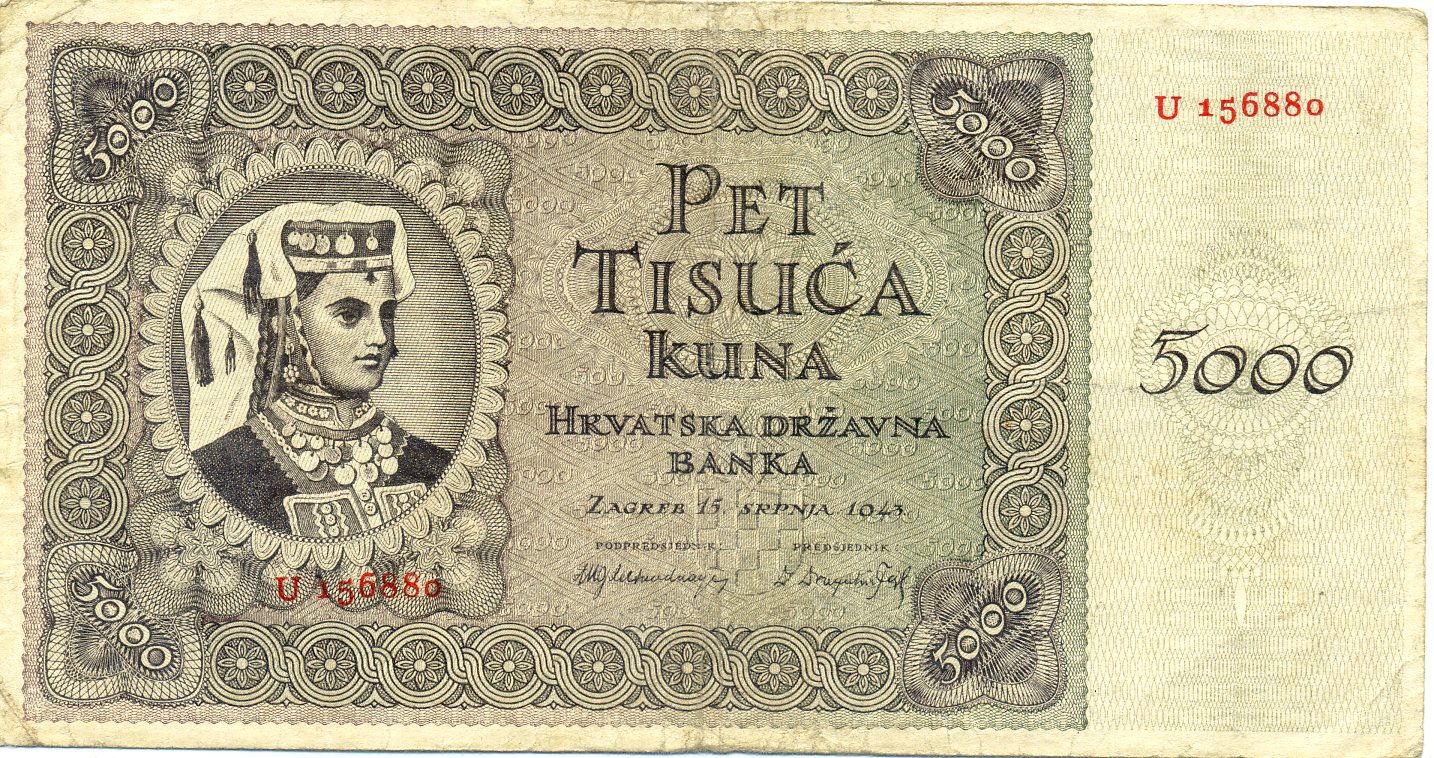 5000
5000
U 156880
PET
TISUĆA
KUNA
5000
HRVATSKA DRŽAVNA
BANKA
ZAGREB 15. SRPNJA 1943.
PODPREDSJEDNIK: PREDSJEDNIK:
U 156880
5000
5000